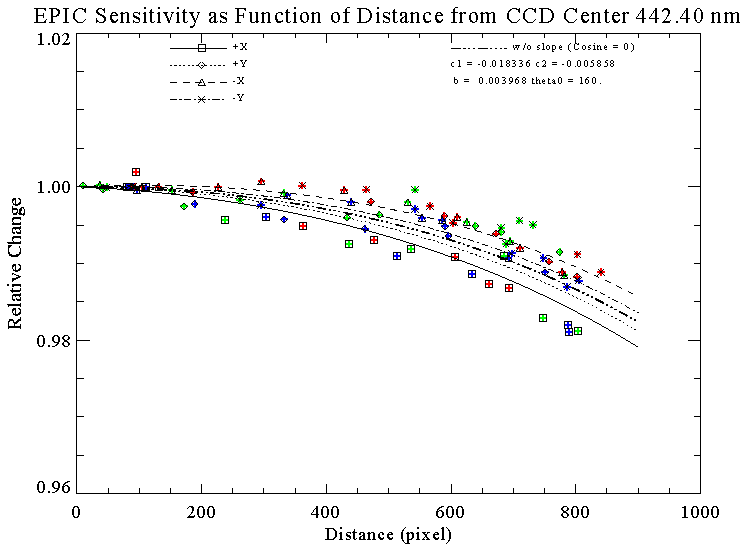 EPIC Sensitivity as Function of Distance from CCD Center 442.40 nm
1.02
+X
+Y
-X
-Y
w/o slope (Cosine = 0)
c1 = -0.018336 c2 = -0.005858
b = 0.003968 theta0 = 160.
1.00
Relative Change
0.98
0.96
0 200 400 600 800 1000
Distance (pixel)